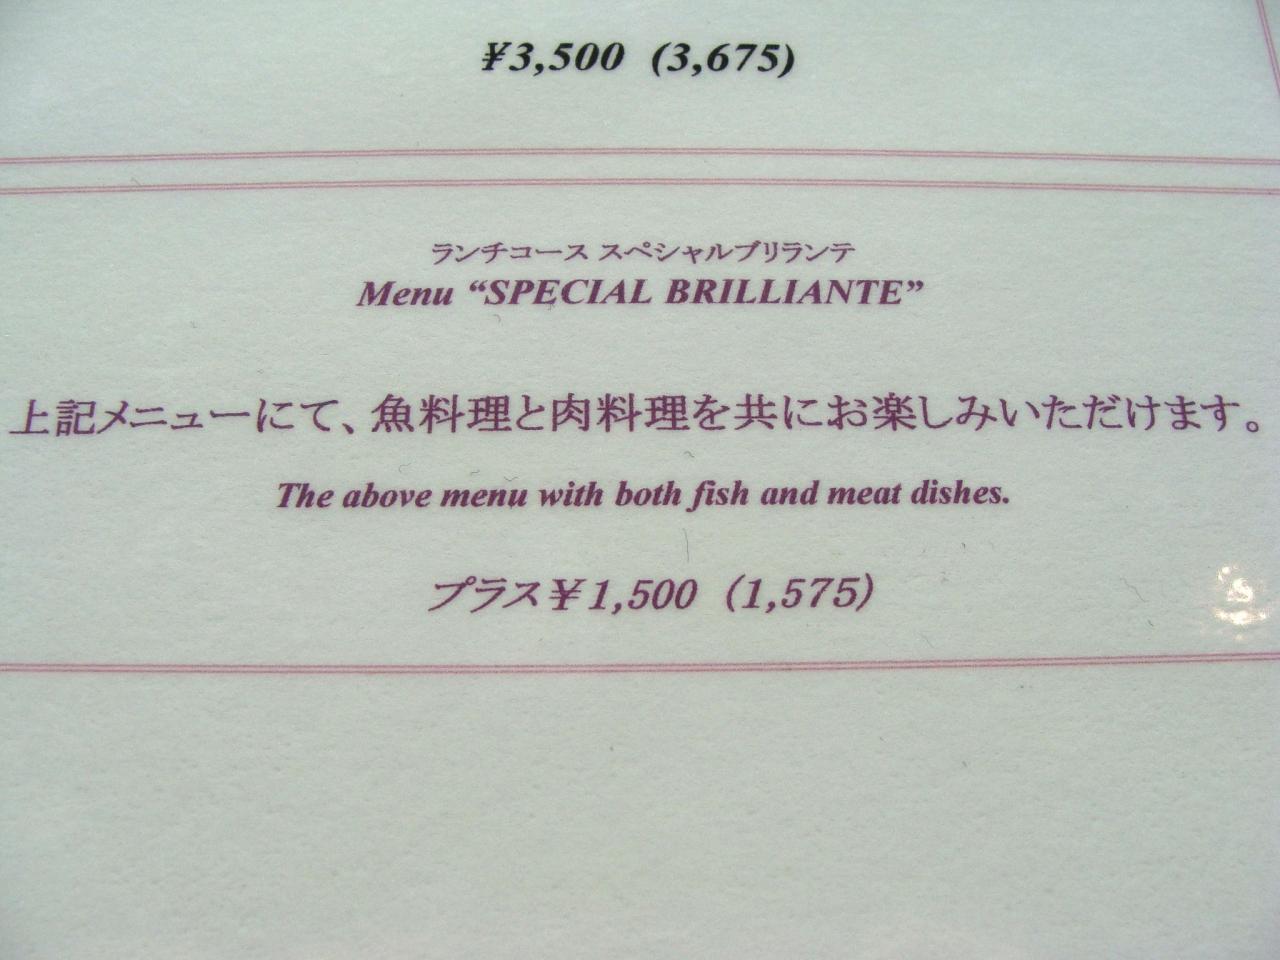 ¥3,500 (3,675)
ランチコース スペシャルブリランテ
Menu “SPECIAL BRILLIANTE”
上記メニューにて、魚料理と肉料理を共にお楽しみいただけます。
The above menu with both fish and meat dishes.
プラス¥1,500 (1,575)